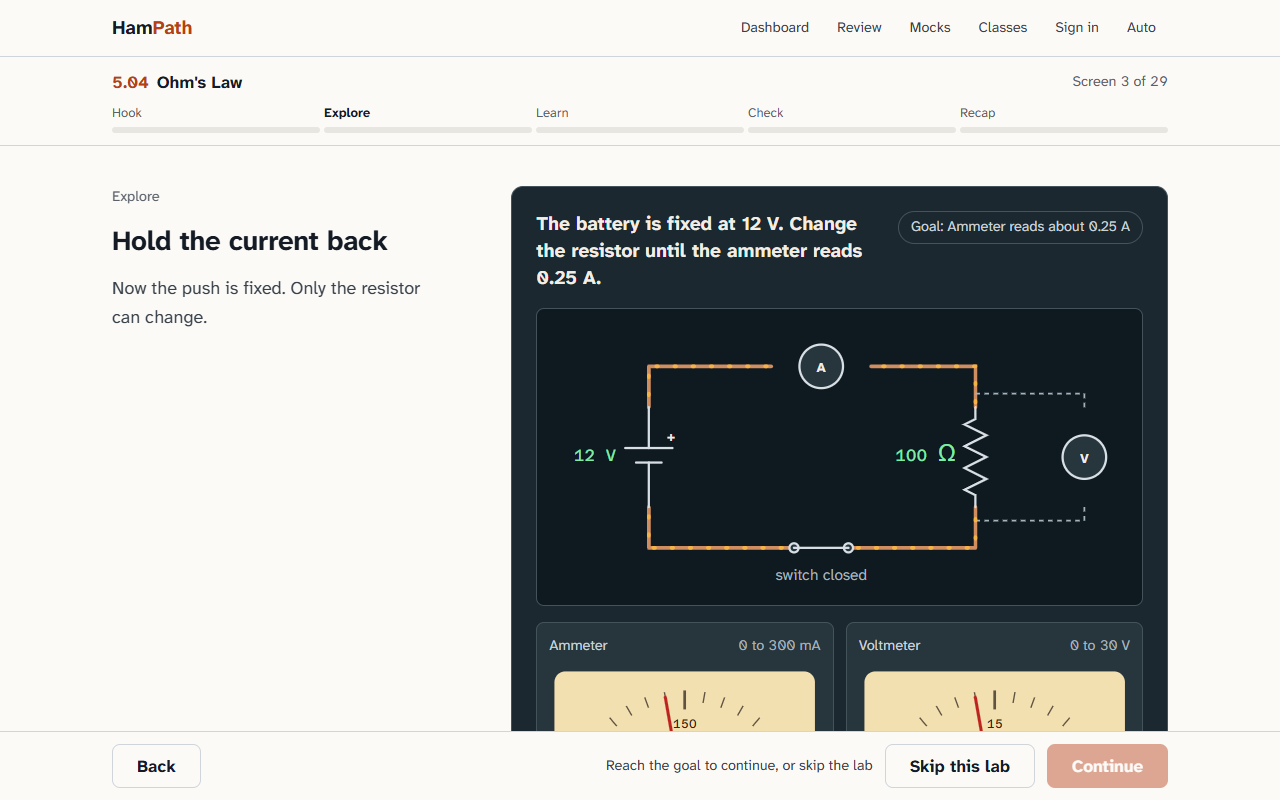 HamPath
Dashboard
Review
Mocks
Classes
Sign in
Auto
5.04 Ohm's Law
Screen 3 of 29
Hook
Explore
Learn
Check
Recap
Explore
Hold the current back
Now the push is fixed. Only the resistor
can change.
The battery is fixed at 12 V. Change
the resistor until the ammeter reads
0.25 A.
Goal: Ammeter reads about 0.25 A
A
+
12 V
100 Ω
V
switch closed
Ammeter
0 to 300 mA
150
Voltmeter
0 to 30 V
15
Back
Reach the goal to continue, or skip the lab
Skip this lab
Continue